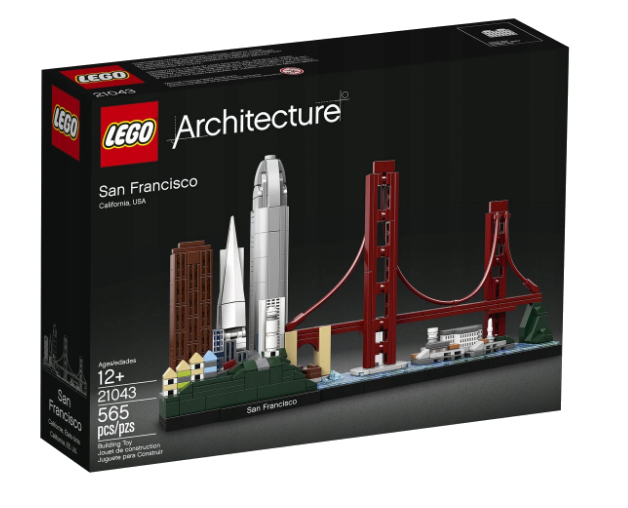 LEGO
21043
LEGO
LEGO
Architecture
San Francisco
California, USA
Ages/edades
12+
21043
565
pcs/pzs
Building Toy
Jouet de construction
Juguete para Construir
San Francisco
San
Francisco